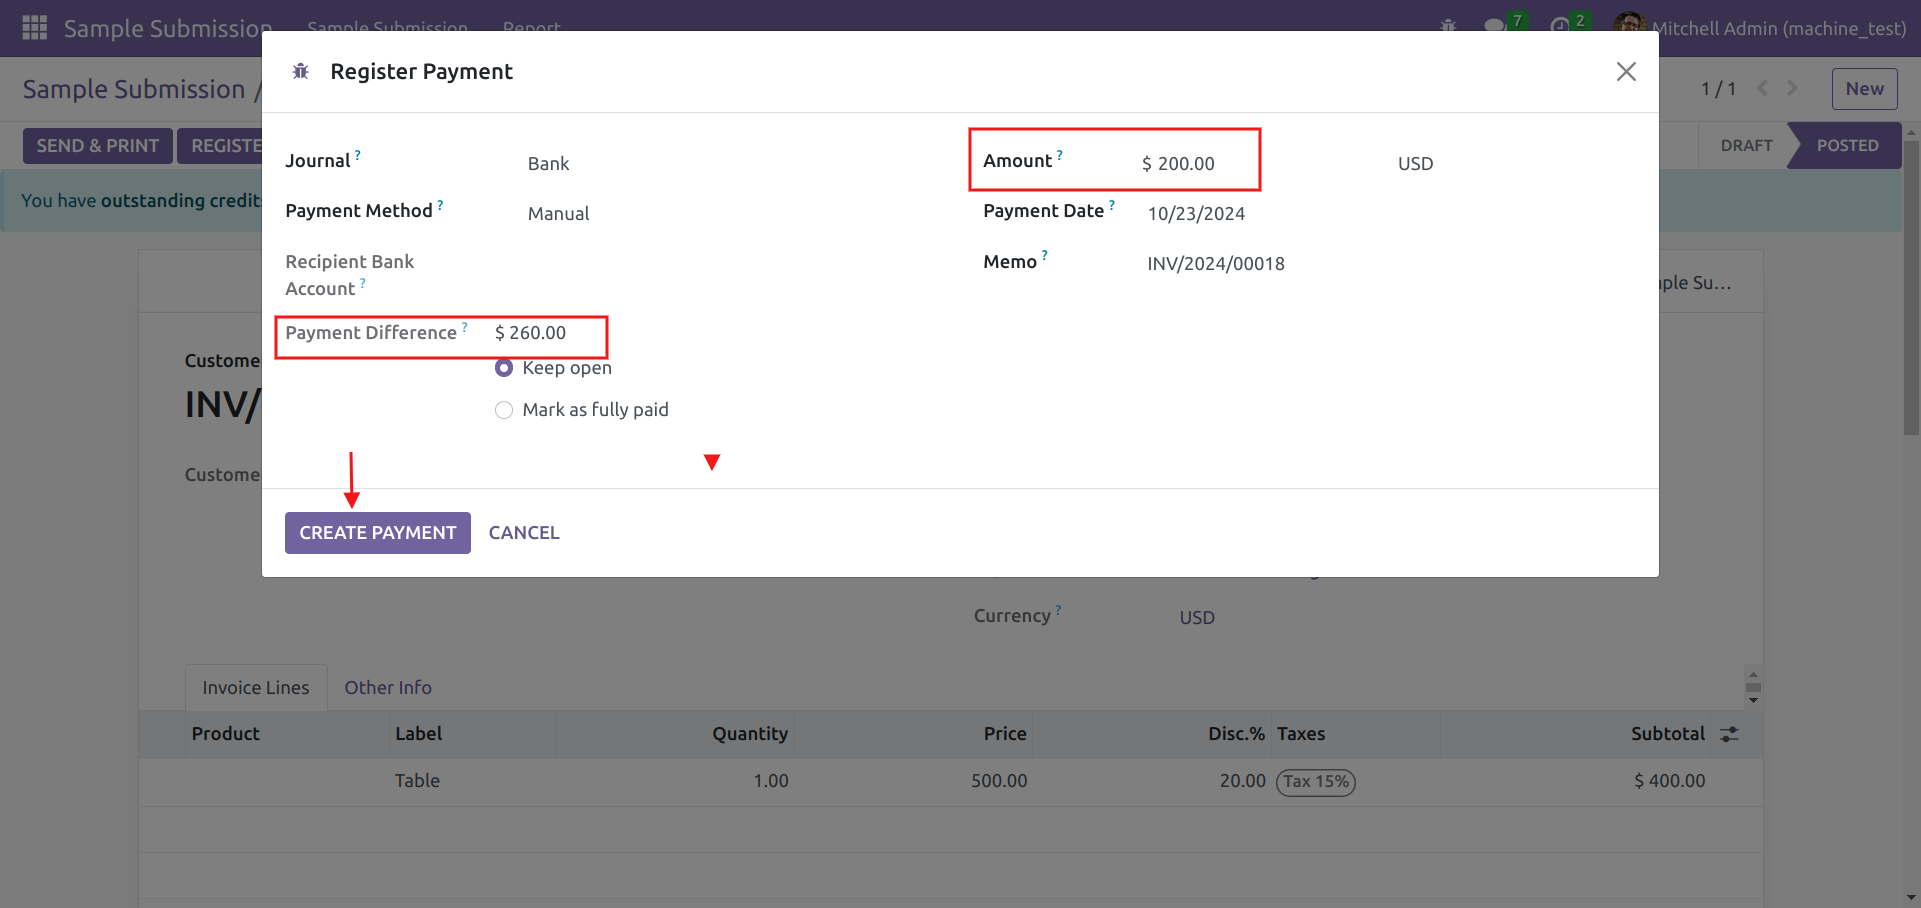 Sample Submission Sample Submission Report 7 2 Mitchell Admin (machine_test)
Register Payment
Sample Submission / 1 / 1 New
SEND & PRINT REGISTE DRAFT POSTED
You have outstanding credits
Journal ? Bank Amount ? $ 200.00 USD
Payment Method ? Manual Payment Date ? 10/23/2024
Recipient Bank Account ? Memo ? INV/2024/00018
ple Su...
Payment Difference ? $ 260.00
Custome
Keep open
INV/
Mark as fully paid
Custome
CREATE PAYMENT CANCEL
Currency ? USD
Invoice Lines Other Info
Product Label Quantity Price Disc.% Taxes Subtotal
Table 1.00 500.00 20.00 Tax 15% $ 400.00